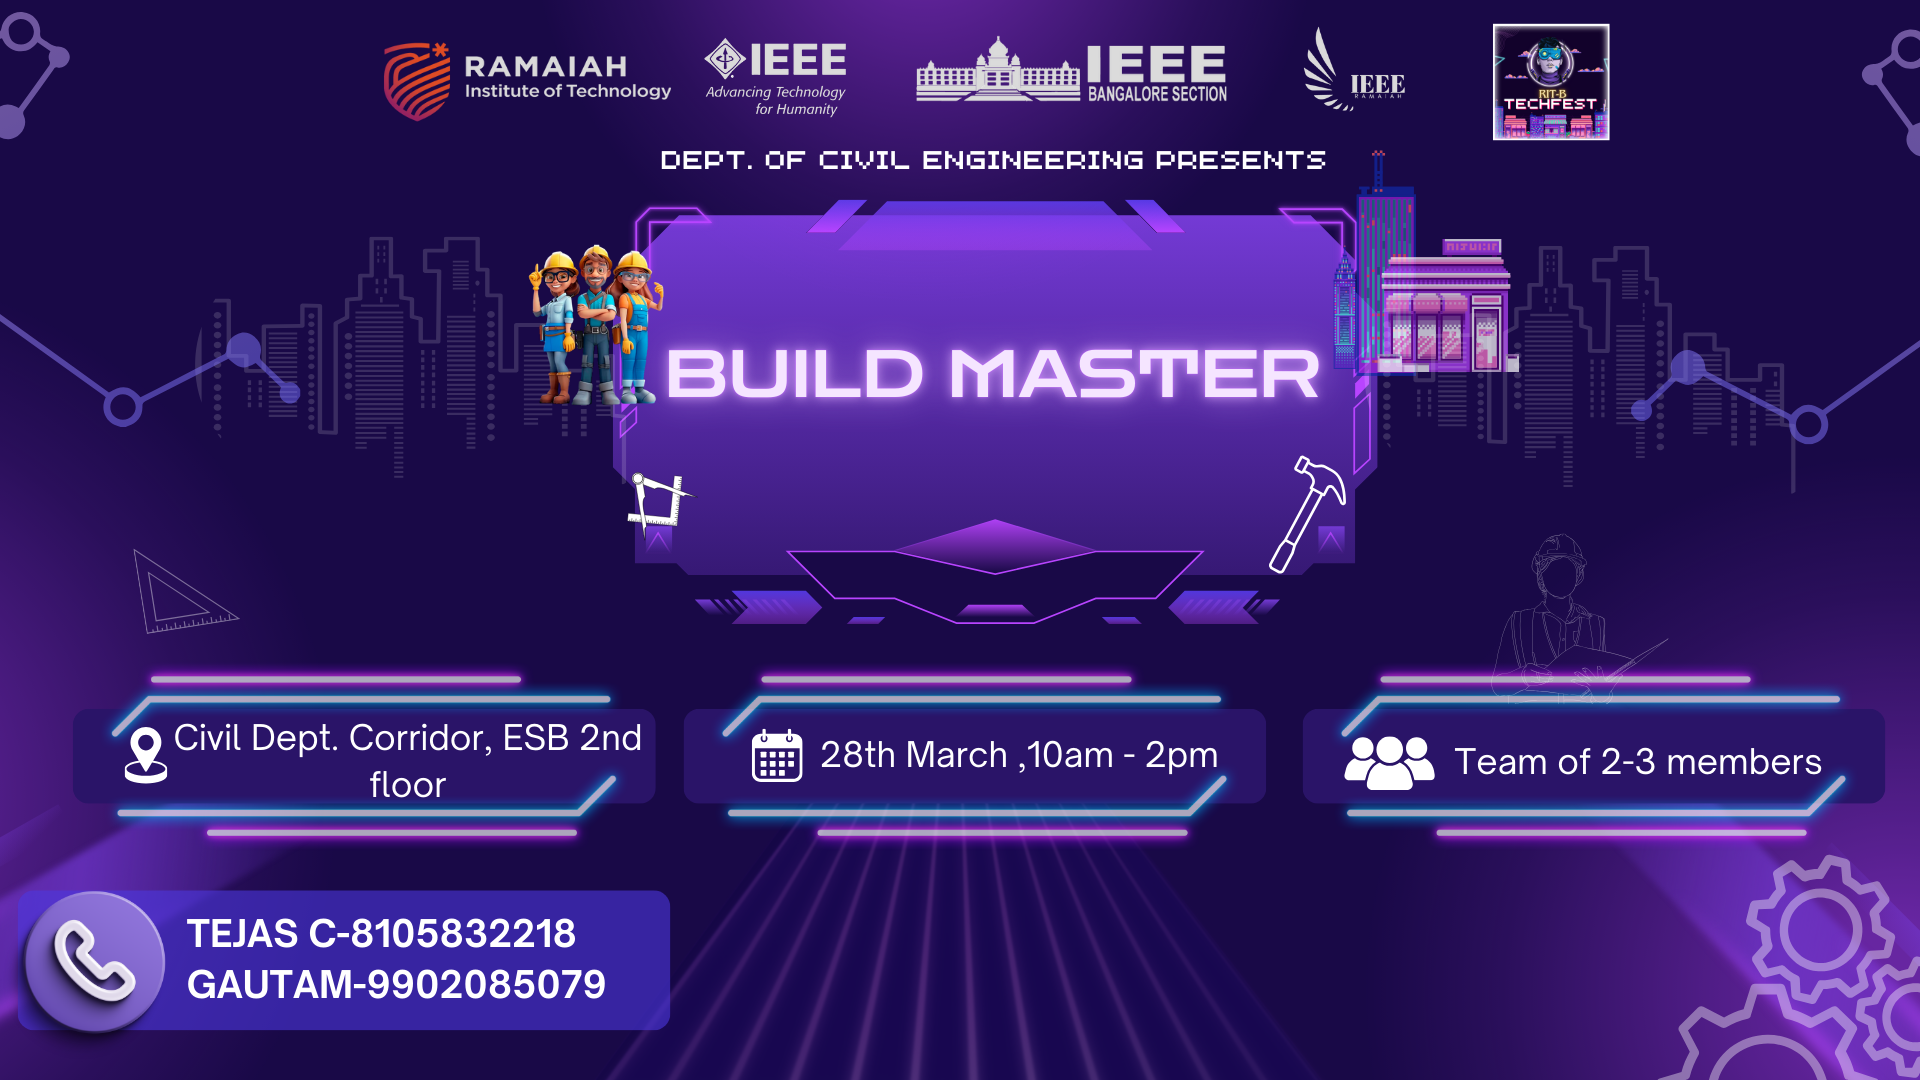 RAMAIAH
Institute of Technology
IEEE
Advancing Technology
for Humanity
IEEE
BANGALORE SECTION
IEEE
RAMAIAH
RIT-B
TECHFEST
DEPT. OF CIVIL ENGINEERING PRESENTS
BUILD MASTER
Civil Dept. Corridor, ESB 2nd
floor
28th March ,10am - 2pm
Team of 2-3 members
TEJAS C-8105832218
GAUTAM-9902085079